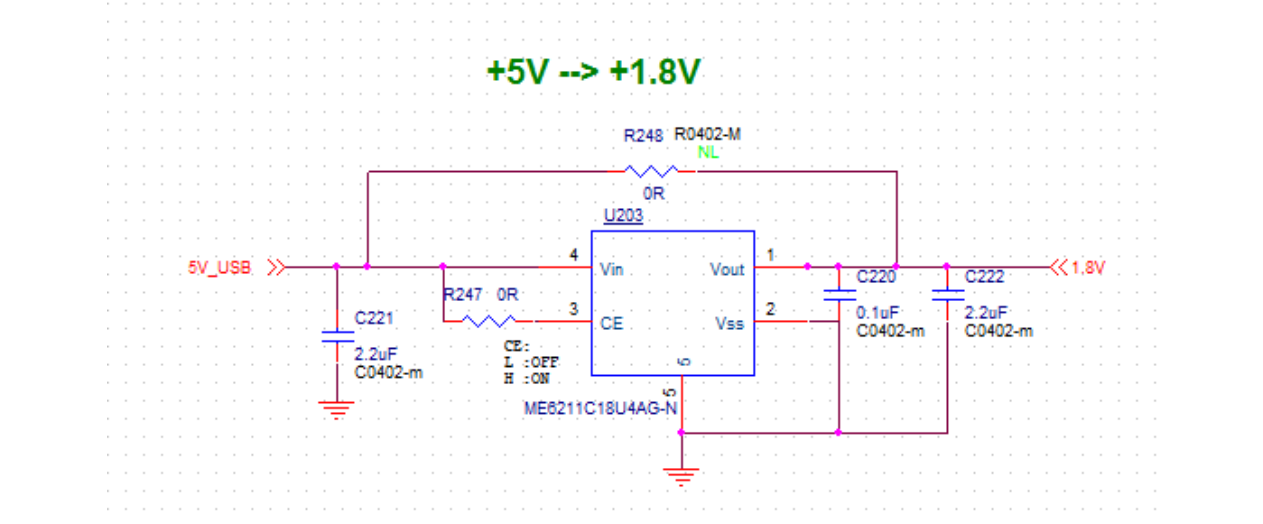 +5V --> +1.8V
R248 R0402-M
NL
0R
U203
5V_USB
4
Vin
Vout
1
1.8V
R247 0R
3
CE
Vss
2
C220
0.1uF
C0402-m
C222
2.2uF
C0402-m
C221
2.2uF
C0402-m
CE:
L :OFF
H :ON
5
5
ME6211C18U4AG-N